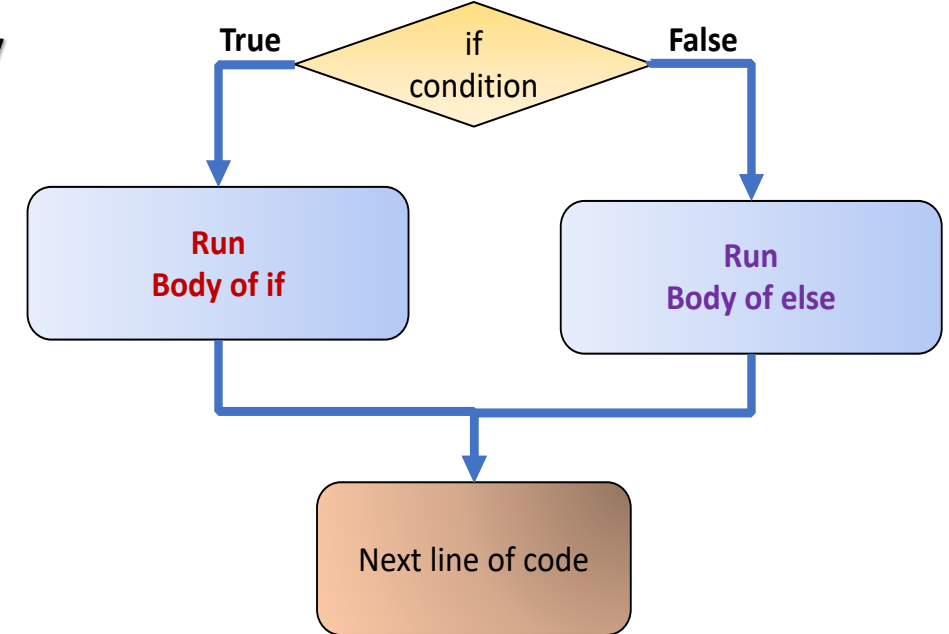 True
if
condition
False
Run
Body of if
Run
Body of else
Next line of code